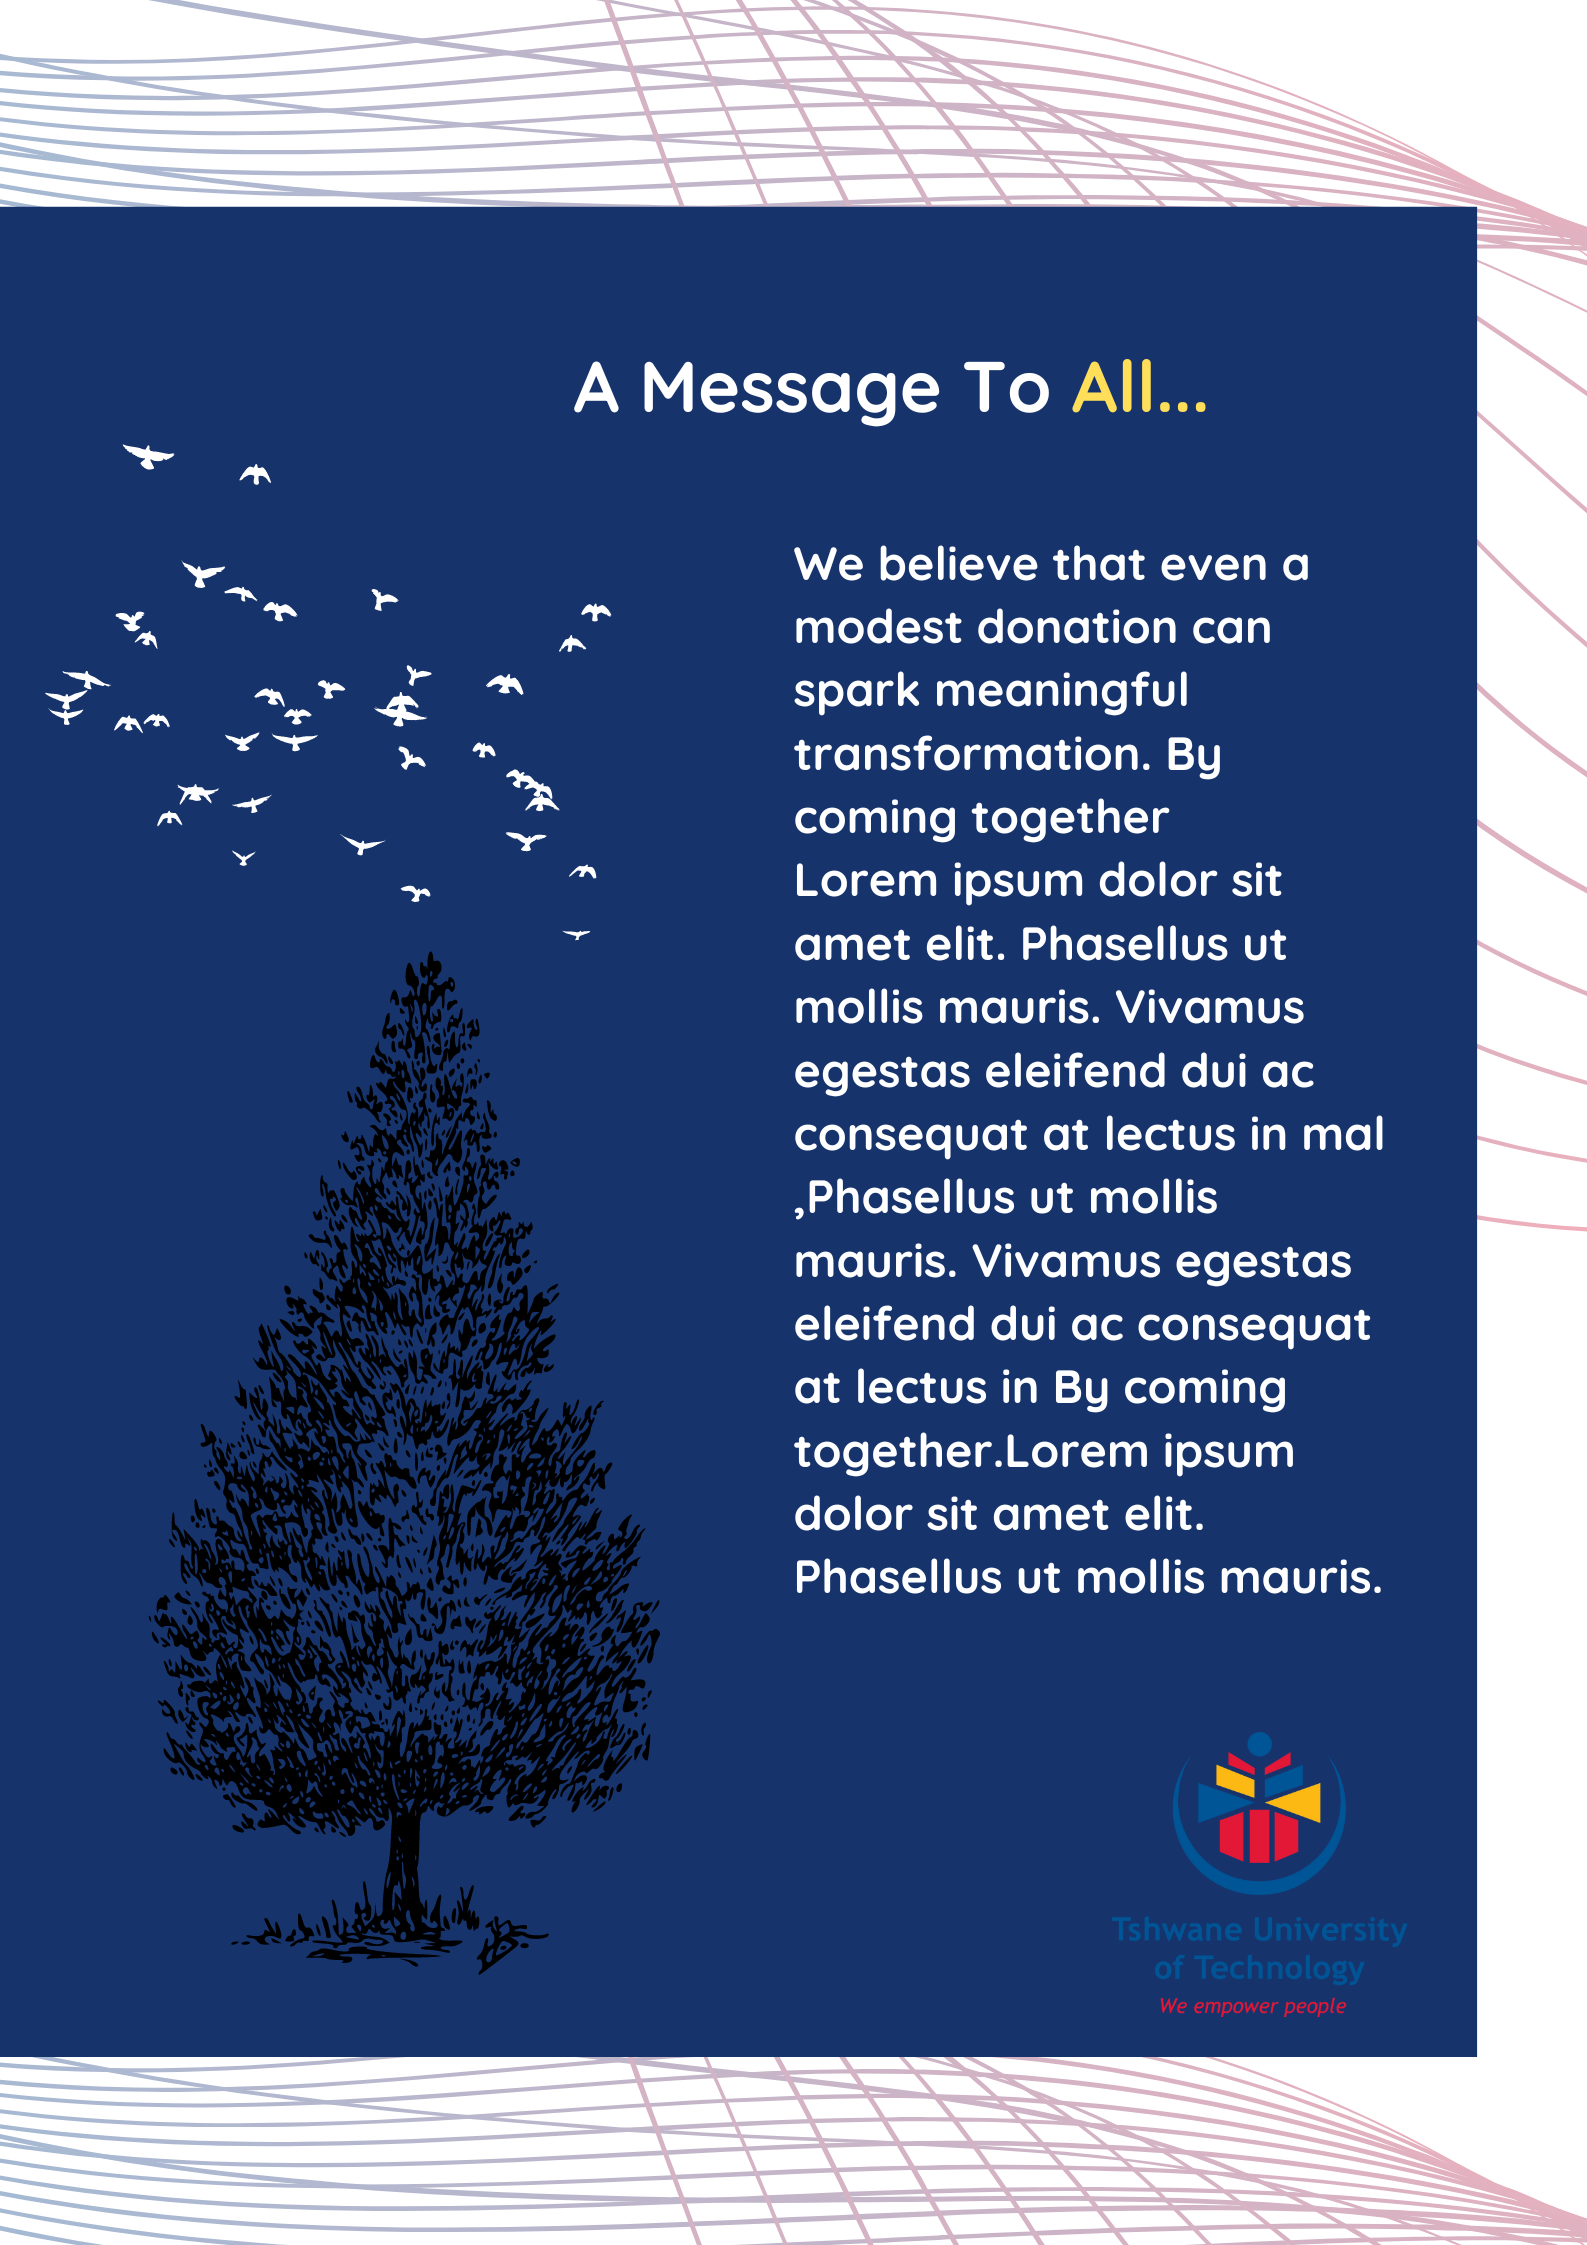 A Message To All...
We believe that even a
modest donation can
spark meaningful
transformation. By
coming together
Lorem ipsum dolor sit
amet elit. Phasellus ut
mollis mauris. Vivamus
egestas eleifend dui ac
consequat at lectus in mal
,Phasellus ut mollis
mauris. Vivamus egestas
eleifend dui ac consequat
at lectus in By coming
together.Lorem ipsum
dolor sit amet elit.
Phasellus ut mollis mauris.
Tshwane University
of Technology
We empower people